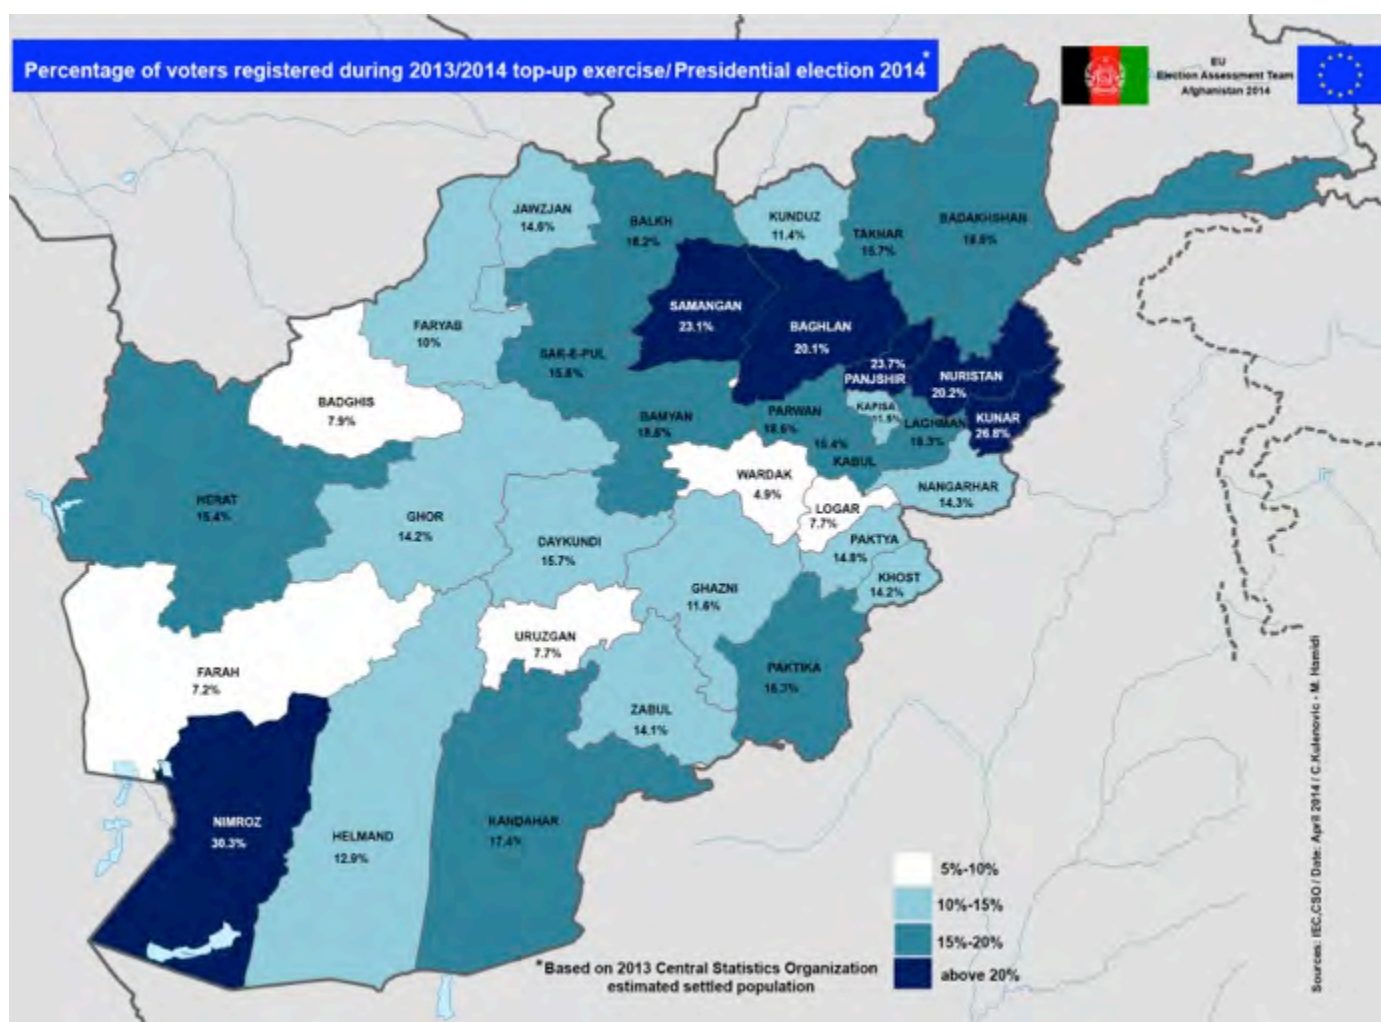 Percentage of voters registered during 2013/2014 top-up exercise/ Presidential election 2014*
EU
Election Assessment Team
Afghanistan 2014
JAWZJAN
14.6%
BALKH
18.2%
KUNDUZ
11.4%
TAKHAR
15.7%
BADAKHSHAN
FARYAB
10%
SAMANGAN
23.1%
BAGHLAN
20.1%
SAR-E-PUL
15.8%
23.7%
PANJSHIR
NURISTAN
20.2%
BADGHIS
7.9%
BAMYAN
PARWAN
KAPISA
LAGHMAN
KUNAR
26.8%
15.4%
KABUL
HERAT
15.4%
WARDAK
4.9%
NANGARHAR
14.3%
LOGAR
7.7%
GHOR
14.2%
DAYKUNDI
15.7%
PAKTYA
14.8%
KHOST
14.2%
GHAZNI
11.6%
URUZGAN
7.7%
FARAH
7.2%
PAKTIKA
ZABUL
14.1%
NIMROZ
30.3%
HELMAND
12.9%
KANDAHAR
17.4%
5%-10%
10%-15%
15%-20%
above 20%
*Based on 2013 Central Statistics Organization
estimated settled population
Sources: IEC,CSO / Date: April 2014 / C.Kulenovic - M. Hamidi